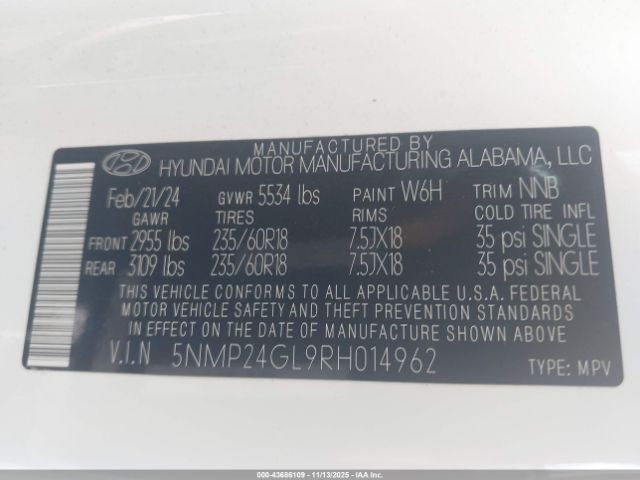 MANUFACTURED BY
HYUNDAI MOTOR MANUFACTURING ALABAMA, LLC
Feb/21/24 GVWR 5534 lbs PAINT W6H TRIM NNB
GAWR TIRES RIMS COLD TIRE INFL
FRONT 2955 lbs 235/60R18 7.5JX18 35 psi SINGLE
REAR 3109 lbs 235/60R18 7.5JX18 35 psi SINGLE
THIS VEHICLE CONFORMS TO ALL APPLICABLE U.S.A. FEDERAL
MOTOR VEHICLE SAFETY AND BUMPER STANDARDS
AND THEFT PREVENTION STANDARDS
IN EFFECT ON THE DATE OF MANUFACTURE SHOWN ABOVE.
V.I.N 5NMP24GL9RH014962 TYPE: MPV
000-43686109 - 11/13/2025 - IAA Inc.